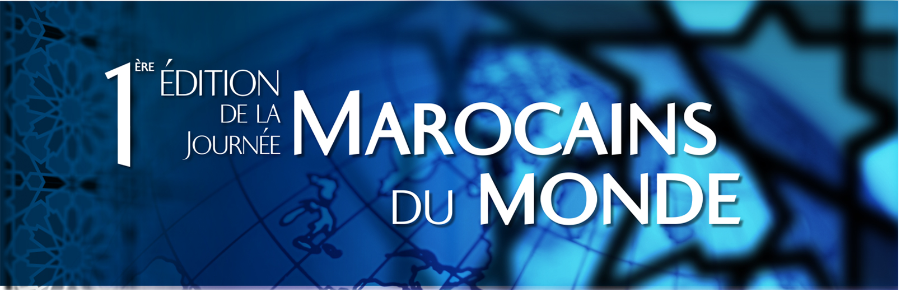 1ÈRE ÉDITION
DE LA
JOURNÉE MAROCAINS
DU MONDE